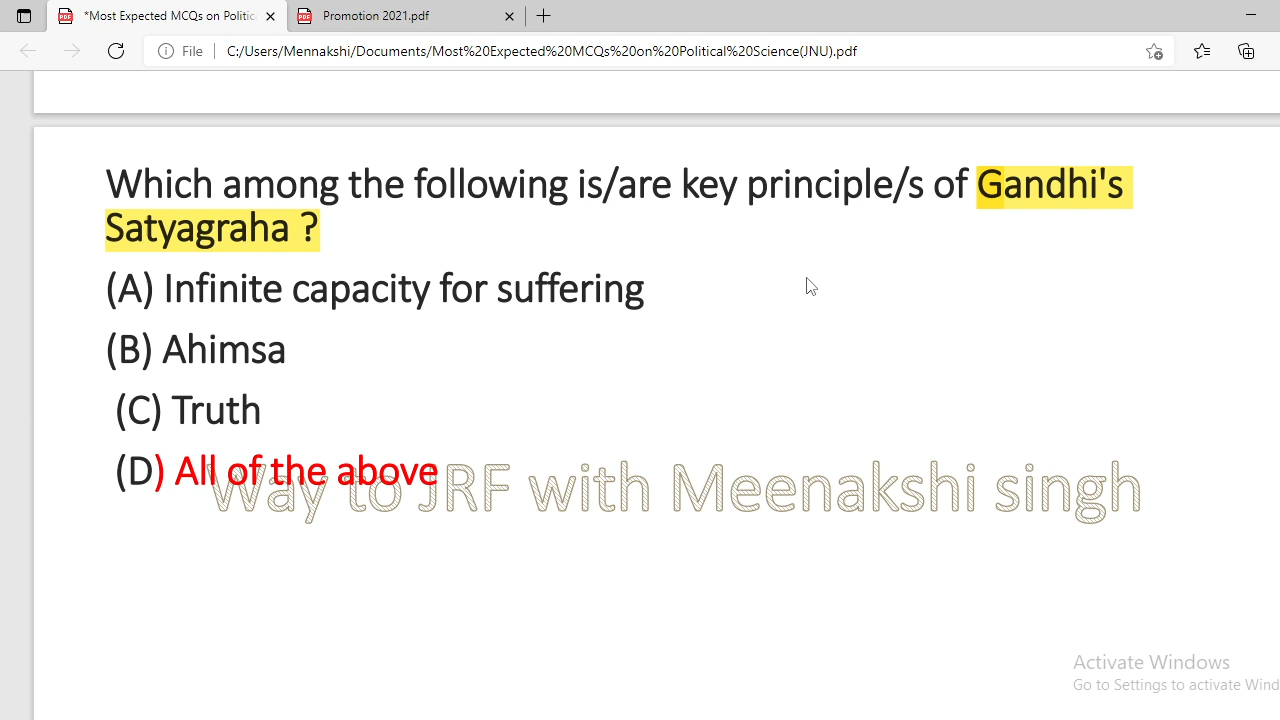 *Most Expected MCQs on Politic
Promotion 2021.pdf
File
C:/Users/Mennakshi/Documents/Most%20Expected%20MCQs%20on%20Political%20Science(JNU).pdf
Which among the following is/are key principle/s of Gandhi's
Satyagraha ?
(A) Infinite capacity for suffering
(B) Ahimsa
(C) Truth
(D) All of the above
Way to JRF with Meenakshi singh
Activate Windows
Go to Settings to activate Wind